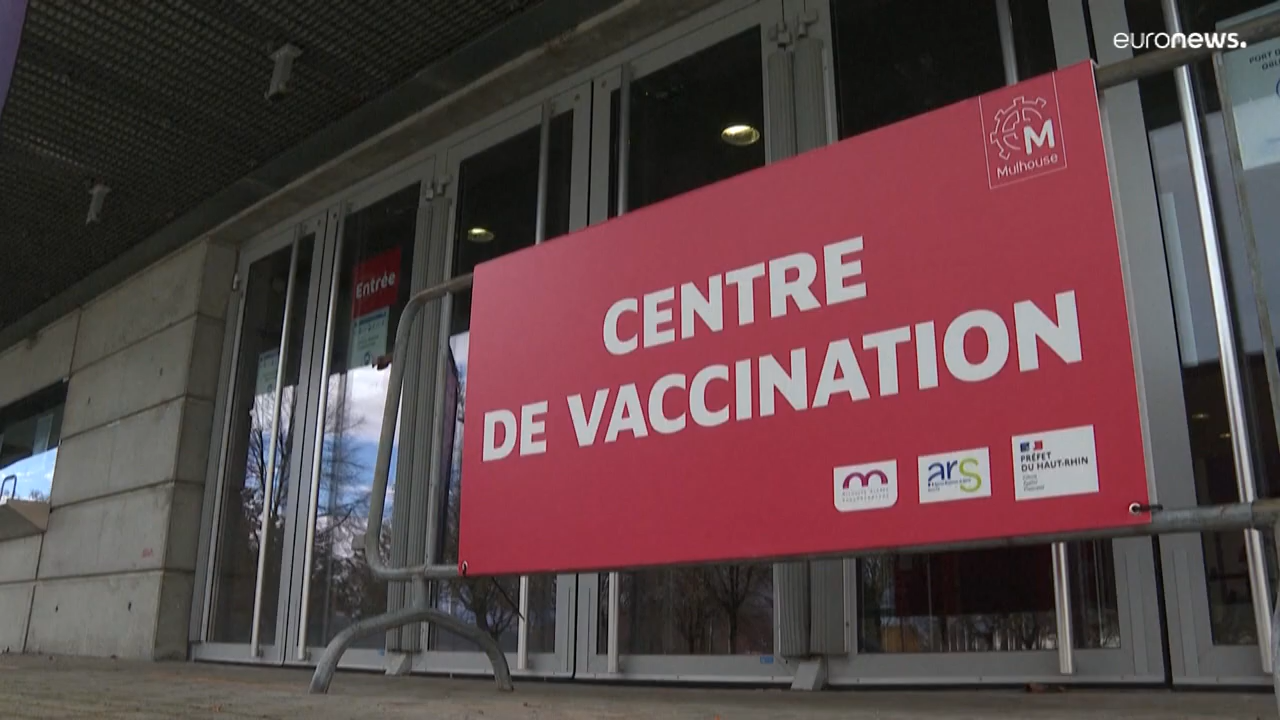 euronews.
M
Mulhouse
Entrée
CENTRE
DE VACCINATION
m
ars
PRÉFET
DU HAUT-RHIN